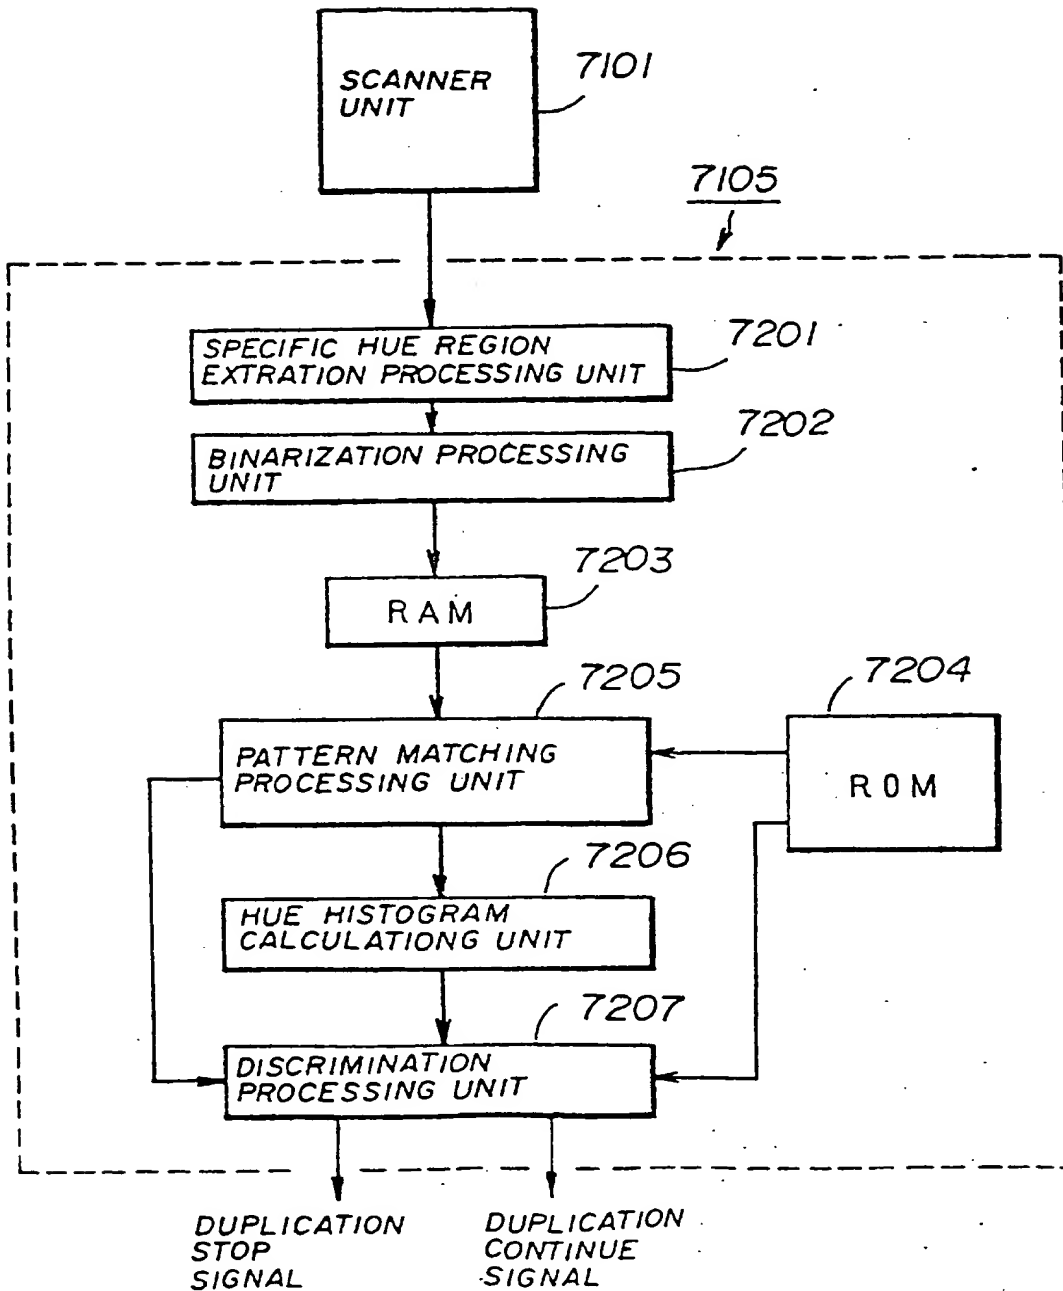 SCANNER
UNIT
7101
7105
SPECIFIC HUE REGION
EXTRATION PROCESSING UNIT
7201
BINARIZATION PROCESSING
UNIT
7202
RAM
7203
PATTERN MATCHING
PROCESSING UNIT
7205
ROM
7204
HUE HISTOGRAM
CALCULATIONG UNIT
7206
DISCRIMINATION
PROCESSING UNIT
7207
DUPLICATION
STOP
SIGNAL
DUPLICATION
CONTINUE
SIGNAL